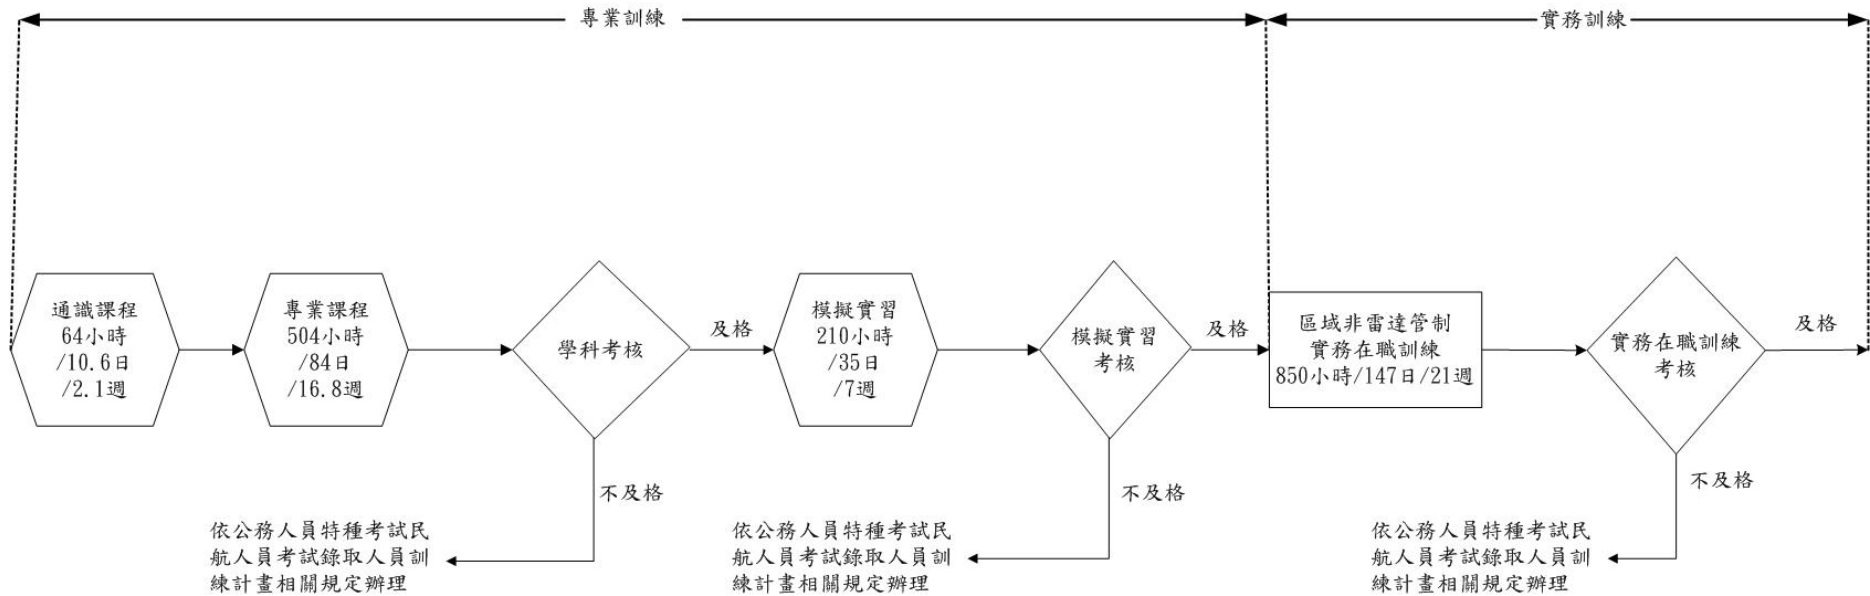 專業訓練
實務訓練
通識課程
64小時
/10.6日
/2.1週
專業課程
504小時
/84日
/16.8週
學科考核
及格
模擬實習
210小時
/35日
/7週
模擬實習
考核
及格
區域非雷達管制
實務在職訓練
850小時/147日/21週
實務在職訓練
考核
及格
不及格
依公務人員特種考試民
航人員考試錄取人員訓
練計畫相關規定辦理
不及格
依公務人員特種考試民
航人員考試錄取人員訓
練計畫相關規定辦理
不及格
依公務人員特種考試民
航人員考試錄取人員訓
練計畫相關規定辦理